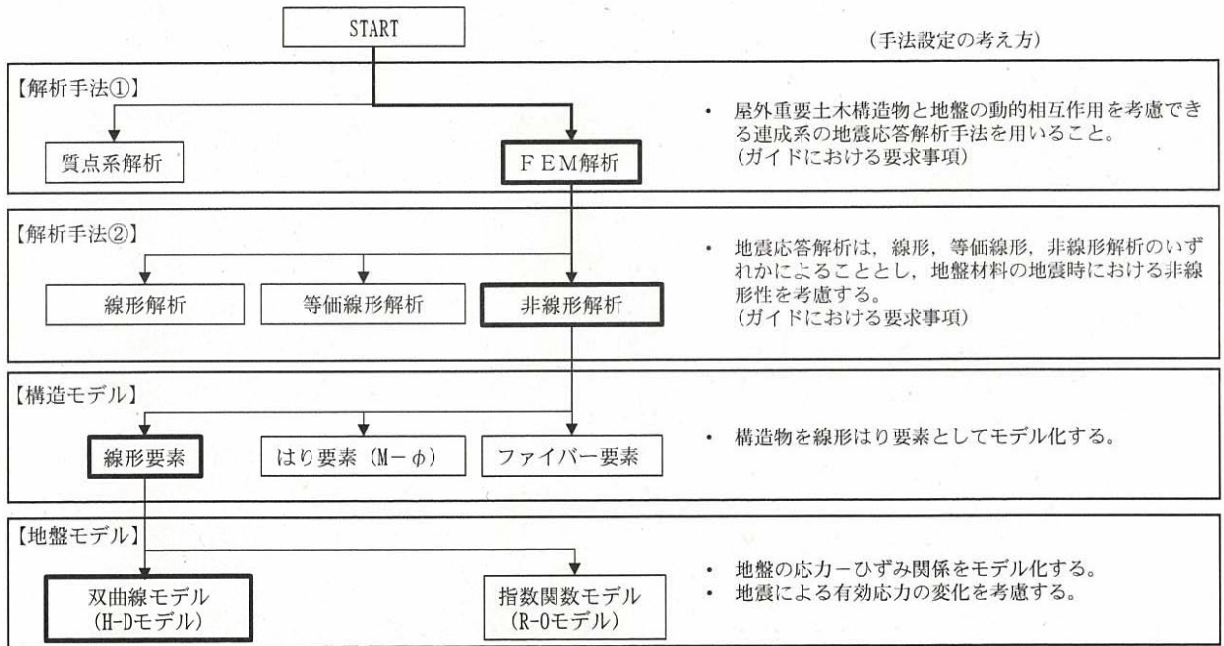 START
(手法設定の考え方)
【解析手法①】
質点系解析
FEM解析
・ 屋外重要土木構造物と地盤の動的相互作用を考慮でき
る連成系の地震応答解析手法を用いること。
(ガイドにおける要求事項)
【解析手法②】
線形解析
等価線形解析
非線形解析
・ 地震応答解析は，線形，等価線形，非線形解析のいず
れかによることとし，地盤材料の地震時における非線
形性を考慮する。
(ガイドにおける要求事項)
【構造モデル】
線形要素
はり要素（M－φ）
ファイバー要素
・ 構造物を線形はり要素としてモデル化する。
【地盤モデル】
双曲線モデル
(H-Dモデル)
指数関数モデル
(R-Oモデル)
・ 地盤の応力－ひずみ関係をモデル化する。
・ 地震による有効応力の変化を考慮する。